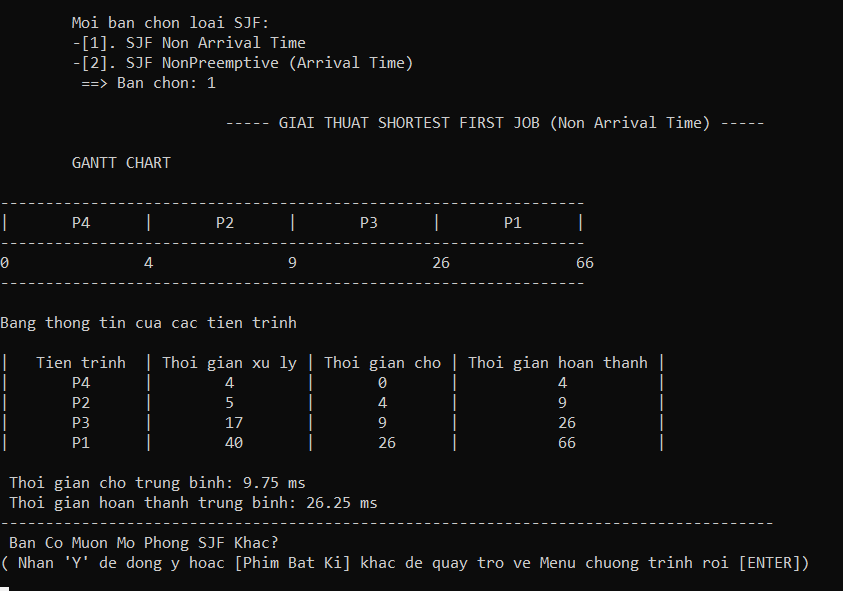 Moi ban chon loai SJF:
-[1]. SJF Non Arrival Time
-[2]. SJF NonPreemptive (Arrival Time)
==> Ban chon: 1
----- GIAI THUAT SHORTEST FIRST JOB (Non Arrival Time) -----
GANTT CHART
-----------------------------------------------------------------
| P4 | P2 | P3 | P1 |
-----------------------------------------------------------------
0 4 9 26 66
-----------------------------------------------------------------
Bang thong tin cua cac tien trinh
| Tien trinh | Thoi gian xu ly | Thoi gian cho | Thoi gian hoan thanh |
| P4 | 4 | 0 | 4 |
| P2 | 5 | 4 | 9 |
| P3 | 17 | 9 | 26 |
| P1 | 40 | 26 | 66 |
Thoi gian cho trung binh: 9.75 ms
Thoi gian hoan thanh trung binh: 26.25 ms
--------------------------------------------------------------------------------------
Ban Co Muon Mo Phong SJF Khac?
( Nhan 'Y' de dong y hoac [Phim Bat Ki] khac de quay tro ve Menu chuong trinh roi [ENTER])